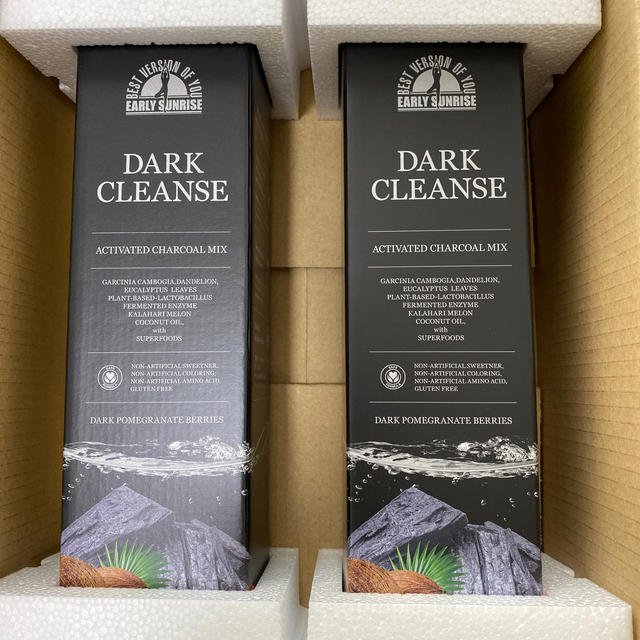 BEST VERSION OF YOU
EARLY SUNRISE
DARK
CLEANSE
ACTIVATED CHARCOAL MIX
GARCINIA CAMBOGIA,DANDELION,
EUCALYPTUS LEAVES
PLANT-BASED-LACTOBACILLUS
FERMENTED ENZYME
KALAHARI MELON
COCONUT OIL,
with
SUPERFOODS
NON-ARTIFICIAL SWEETNER,
NON-ARTIFICIAL COLORING,
NON-ARTIFICIAL AMINO ACID,
GLUTEN FREE
DARK POMEGRANATE BERRIES
BEST VERSION OF YOU
EARLY SUNRISE
DARK
CLEANSE
ACTIVATED CHARCOAL MIX
GARCINIA CAMBOGIA,DANDELION,
EUCALYPTUS LEAVES
PLANT-BASED-LACTOBACILLUS
FERMENTED ENZYME
KALAHARI MELON
COCONUT OIL,
with
SUPERFOODS
NON-ARTIFICIAL SWEETNER,
NON-ARTIFICIAL COLORING,
NON-ARTIFICIAL AMINO ACID,
GLUTEN FREE
DARK POMEGRANATE BERRIES